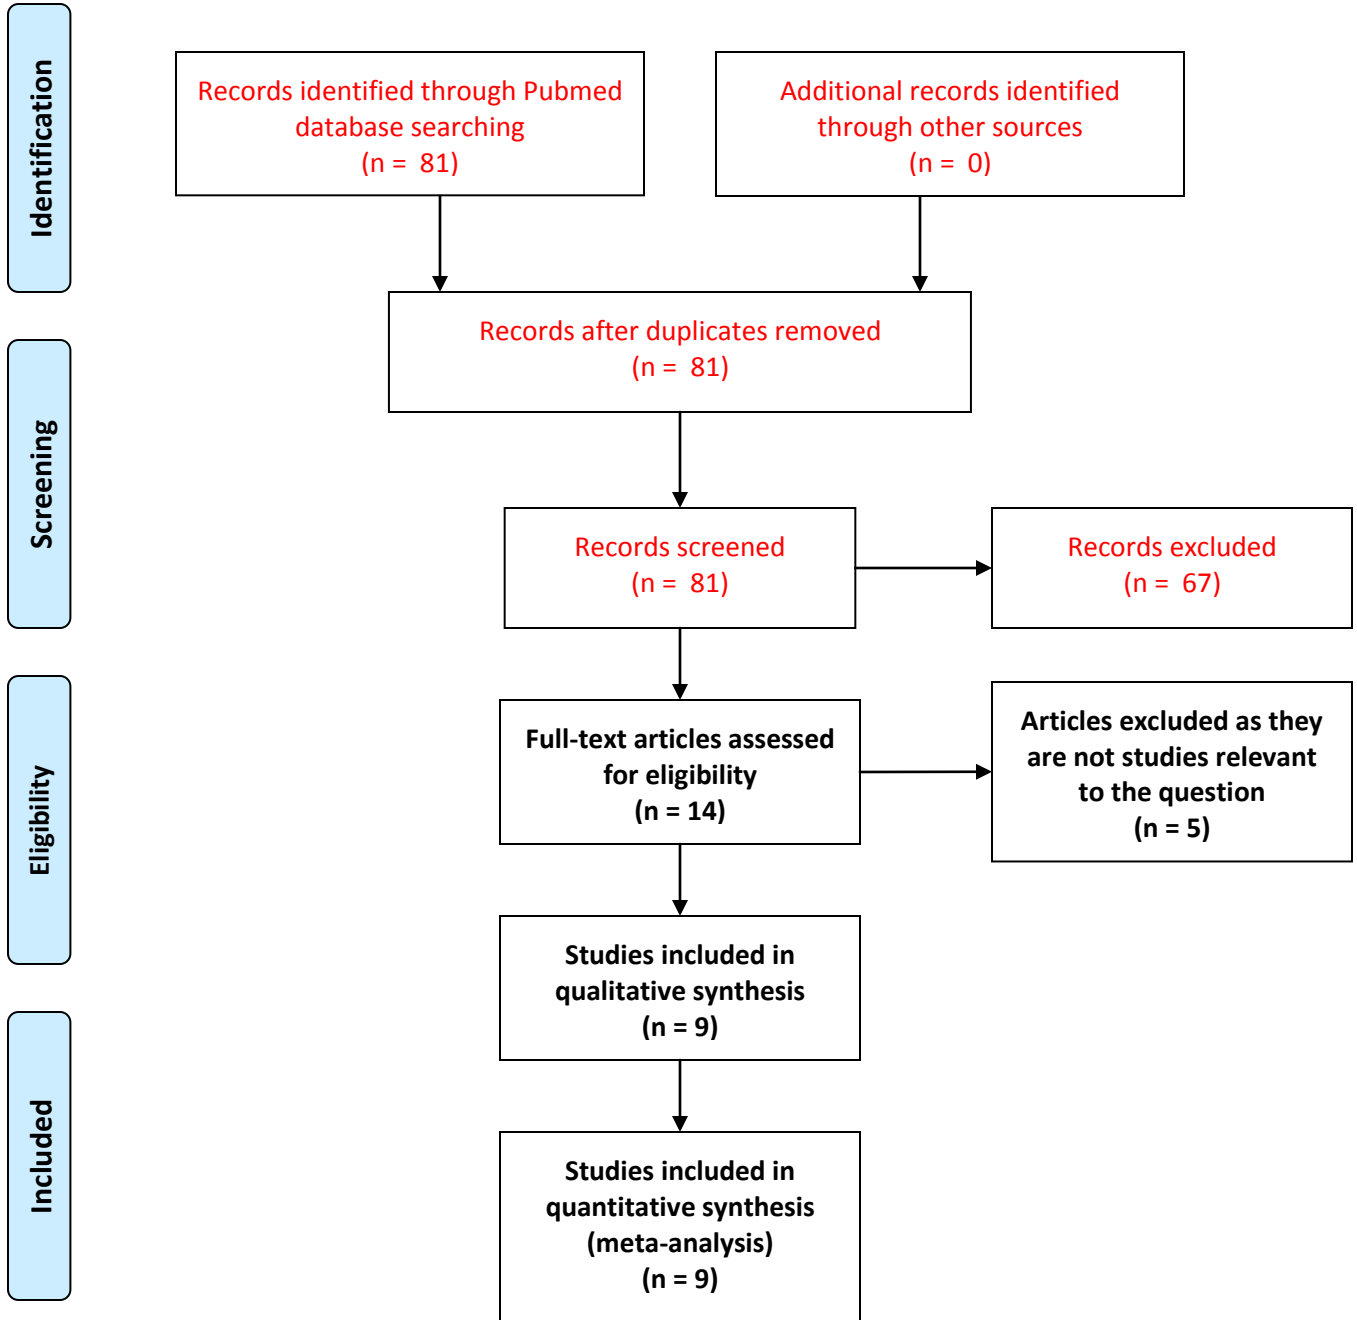 Identification
Records identified through Pubmed
database searching
(n =  81)
Additional records identified
through other sources
(n =  0)
Records after duplicates removed
(n =  81)
Screening
Records screened
(n =  81)
Records excluded
(n =  67)
Eligibility
Full-text articles assessed
for eligibility
(n = 14)
Articles excluded as they
are not studies relevant
to the question
(n = 5)
Studies included in
qualitative synthesis
(n = 9)
Included
Studies included in
quantitative synthesis
(meta-analysis)
(n = 9)